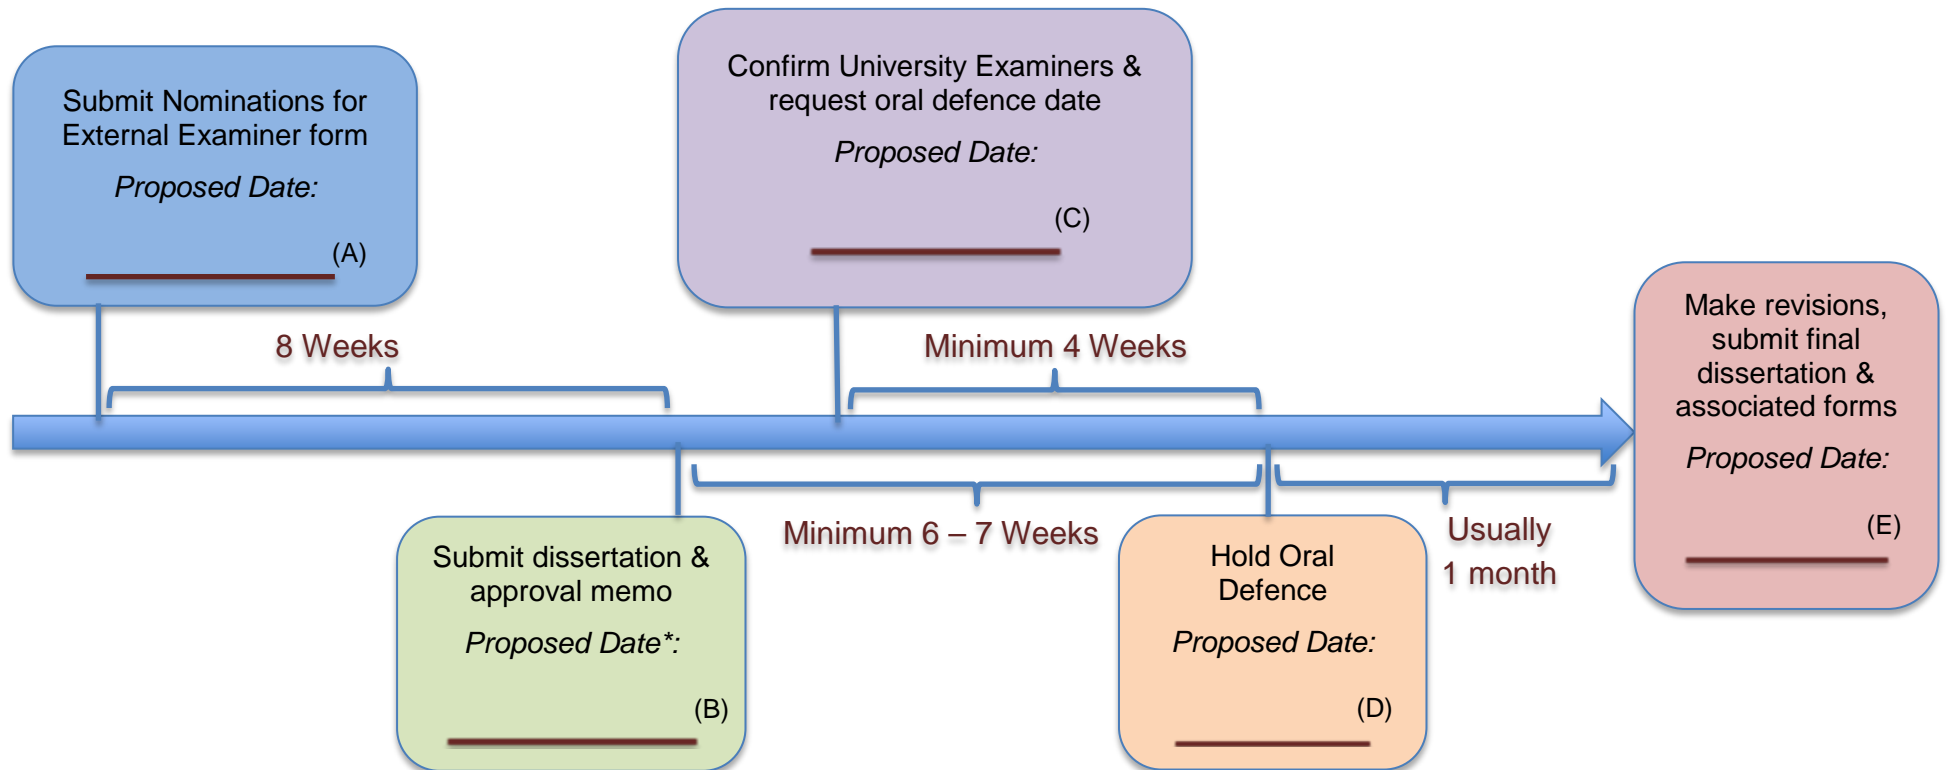 Submit Nominations for
External Examiner form
Proposed Date:
(A)
Confirm University Examiners &
request oral defence date
Proposed Date:
(C)
8 Weeks
Minimum 4 Weeks
Make revisions,
submit final
dissertation &
associated forms
Proposed Date:
(E)
Submit dissertation &
approval memo
Proposed Date*:
(B)
Minimum 6 – 7 Weeks
Hold Oral
Defence
Proposed Date:
(D)
Usually
1 month